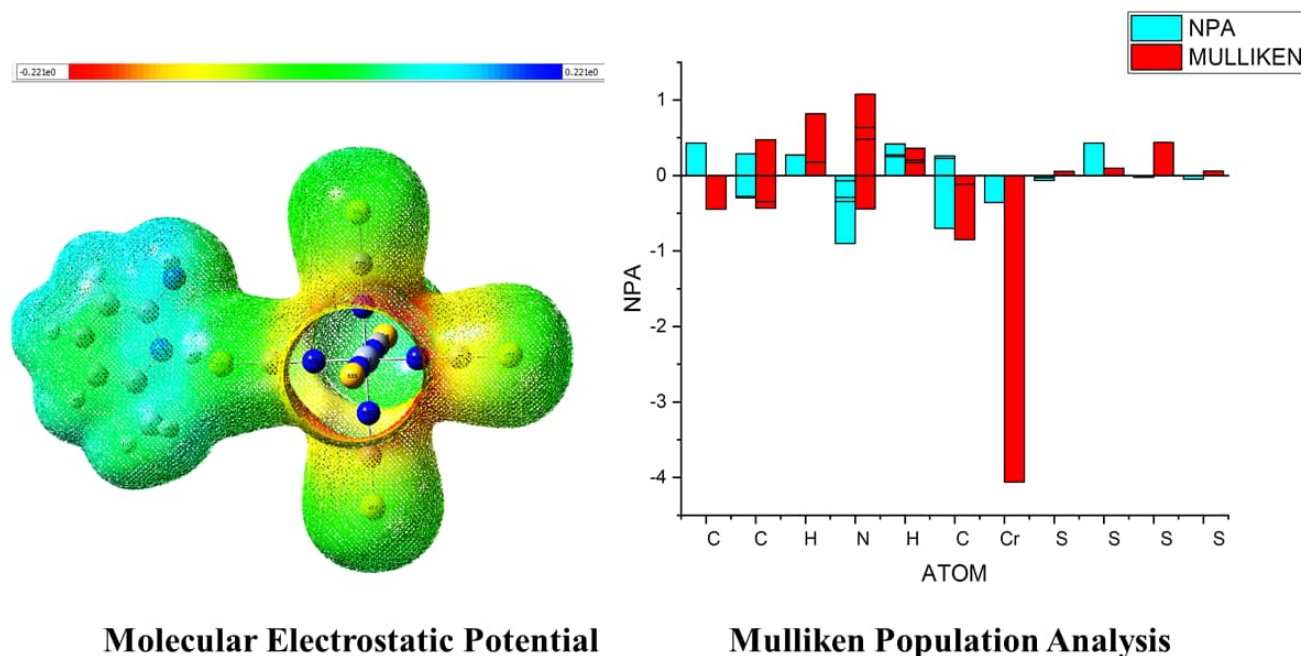 -0.221e0
0.221e0
NPA
MULLIKEN
1
0
-1
-2
-3
-4
NPA
C
C
H
N
H
C
Cr
S
S
S
S
ATOM
Molecular Electrostatic Potential
Mulliken Population Analysis